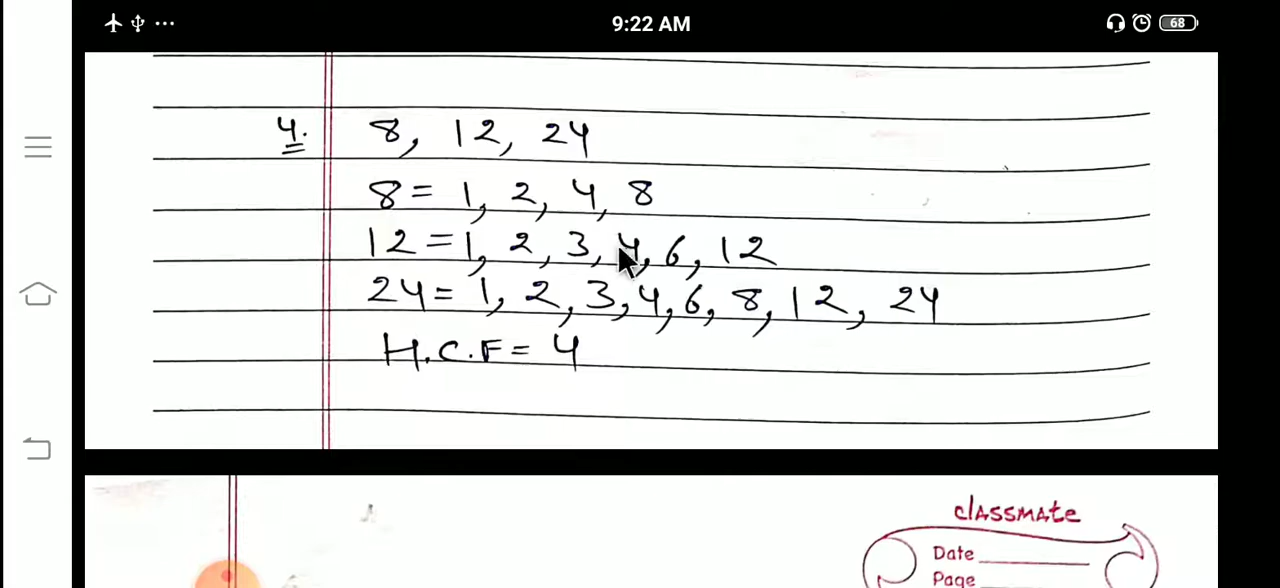 9:22 AM
68
4. 8, 12, 24
8 = 1, 2, 4, 8
12 = 1, 2, 3, 4, 6, 12
24 = 1, 2, 3, 4, 6, 8, 12, 24
H.C.F = 4
classmate
Date
Page